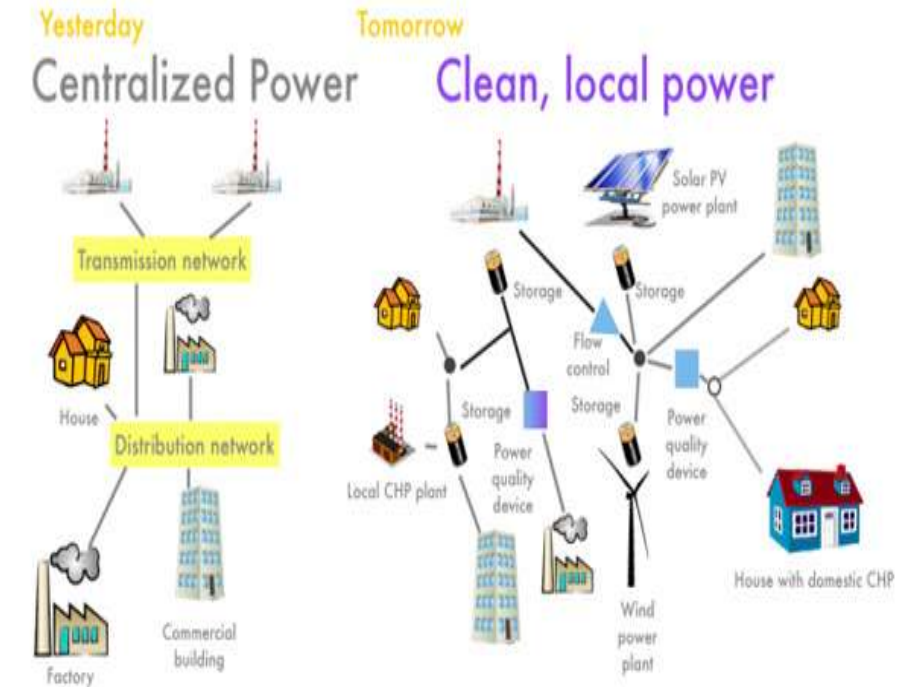 Yesterday
Centralized Power
Transmission network
House
Distribution network
Commercial
building
Factory
Tomorrow
Clean, local power
Solar PV
power plant
Storage
Storage
Flow
control
Storage
Storage
Power
quality
device
Power
quality
device
Local CHP plant
House with domestic CHP
Wind
power
plant